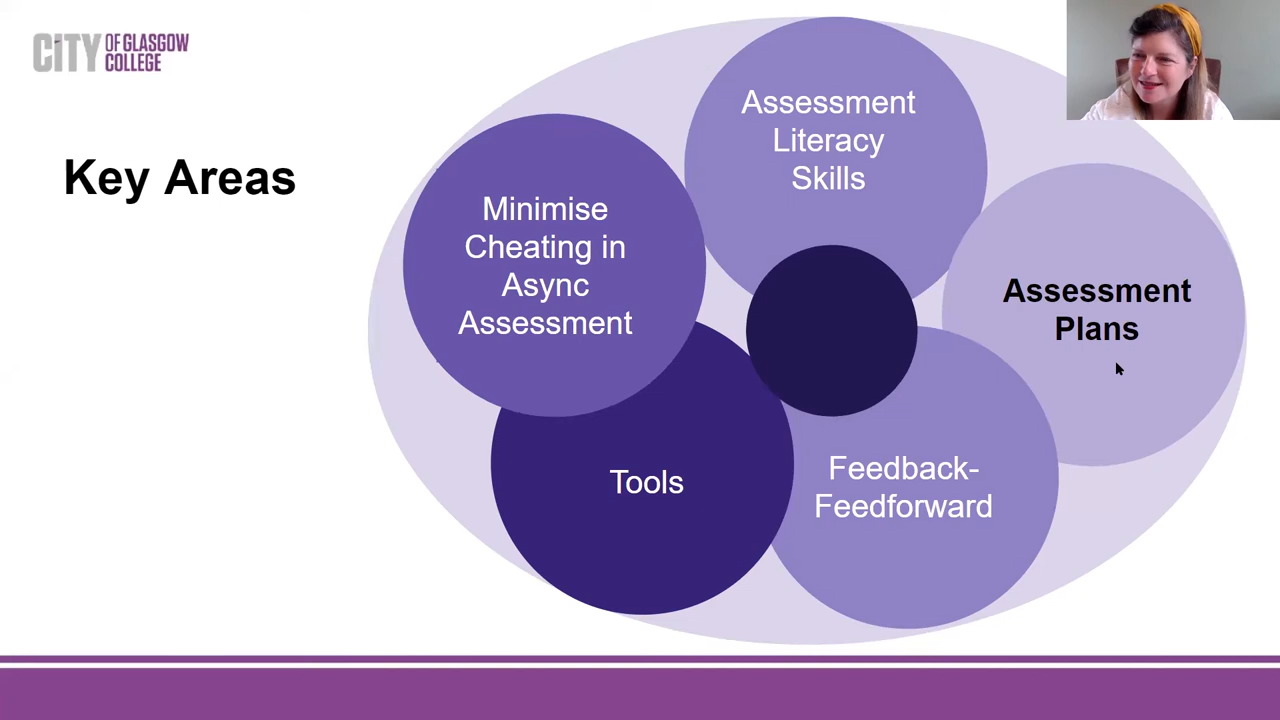 CiTY OF GLASGOW
COLLEGE
Key Areas
Assessment
Literacy
Skills
Minimise
Cheating in
Async
Assessment
Assessment
Plans
Tools
Feedback-
Feedforward